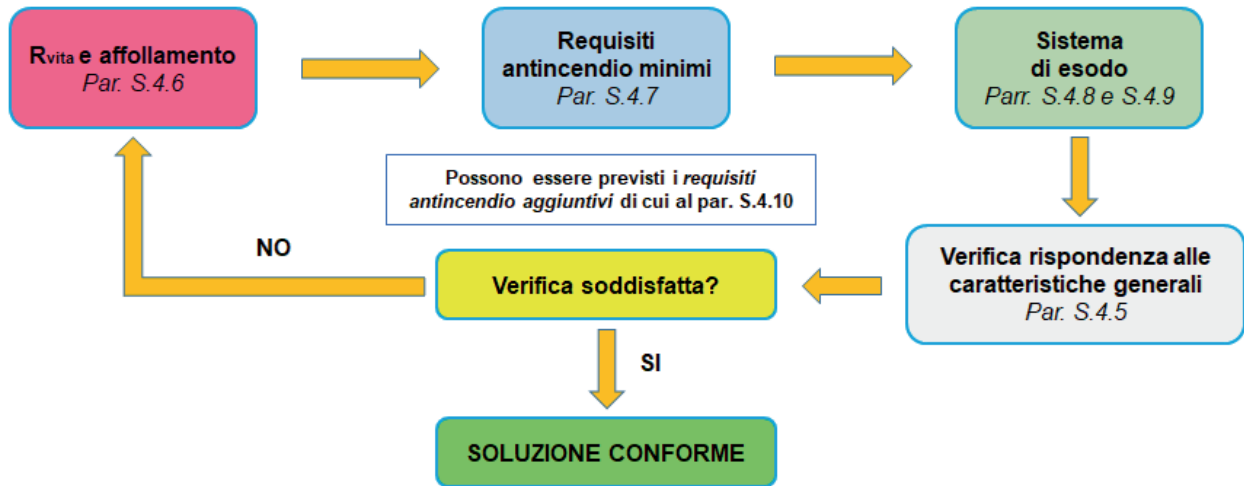 Rvita e affollamento
Par. S.4.6
Requisiti
antincendio minimi
Par. S.4.7
Sistema
di esodo
Parr. S.4.8 e S.4.9
Possono essere previsti i requisiti
antincendio aggiuntivi di cui al par. S.4.10
NO
Verifica soddisfatta?
Verifica rispondenza alle
caratteristiche generali
Par. S.4.5
SI
SOLUZIONE CONFORME